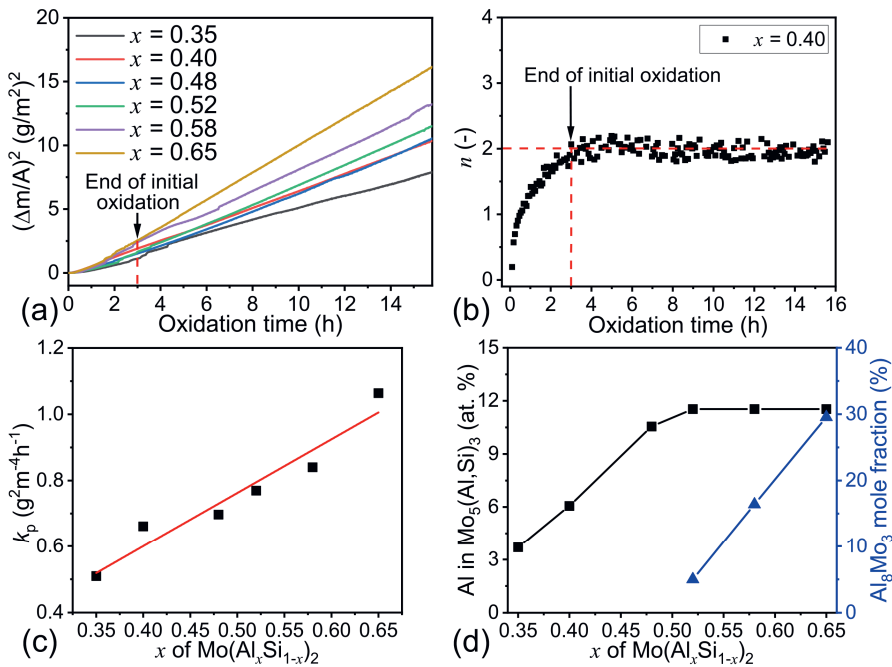 x = 0.35
x = 0.40
x = 0.48
x = 0.52
x = 0.58
x = 0.65
End of initial
oxidation
(Δm/A)² (g/m²)²
20
15
10
5
0
0 2 4 6 8 10 12 14
Oxidation time (h)
(a)
x = 0.40
End of initial oxidation
n (-)
4
3
2
1
0
0 2 4 6 8 10 12 14 16
Oxidation time (h)
(b)
kₚ (g²m⁻⁴h⁻¹)
1.2
1.0
0.8
0.6
0.4
0.35 0.40 0.45 0.50 0.55 0.60 0.65
x of Mo(AlₓSi₁₋ₓ)₂
(c)
Al in Mo₅(Al,Si)₃ (at. %)
15
12
9
6
3
0
Al₈Mo₃ mole fraction (%)
40
30
20
10
0
0.35 0.40 0.45 0.50 0.55 0.60 0.65
x of Mo(AlₓSi₁₋ₓ)₂
(d)